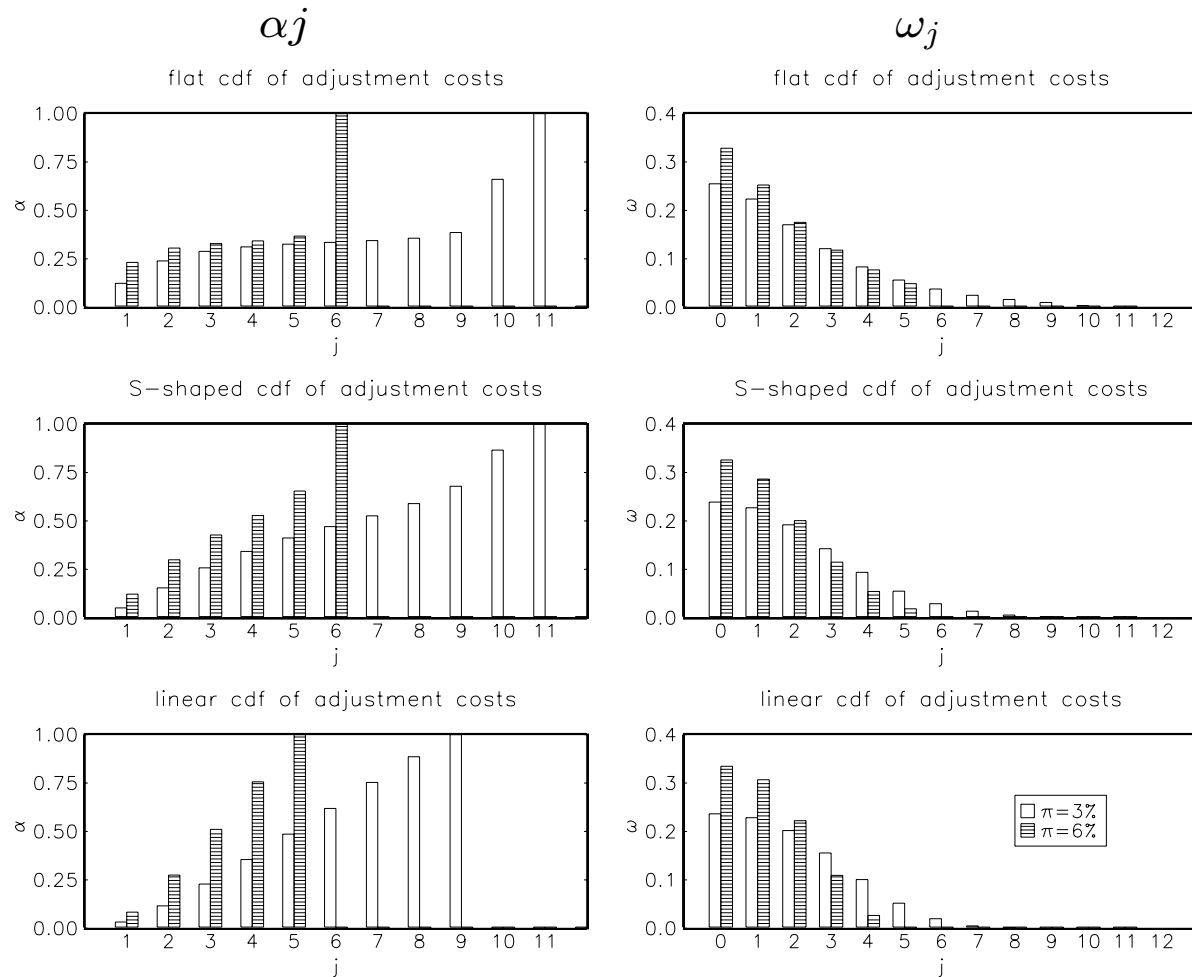 αj
ωj
flat cdf of adjustment costs
flat cdf of adjustment costs
1.00
0.75
0.50
0.25
0.00
α
1 2 3 4 5 6 7 8 9 10 11
j
0.4
0.3
0.2
0.1
0.0
ω
0 1 2 3 4 5 6 7 8 9 10 11 12
j
S-shaped cdf of adjustment costs
S-shaped cdf of adjustment costs
1.00
0.75
0.50
0.25
0.00
α
1 2 3 4 5 6 7 8 9 10 11
j
0.4
0.3
0.2
0.1
0.0
ω
0 1 2 3 4 5 6 7 8 9 10 11 12
j
linear cdf of adjustment costs
linear cdf of adjustment costs
1.00
0.75
0.50
0.25
0.00
α
1 2 3 4 5 6 7 8 9 10 11
j
0.4
0.3
0.2
0.1
0.0
ω
π=3%
π=6%
0 1 2 3 4 5 6 7 8 9 10 11 12
j